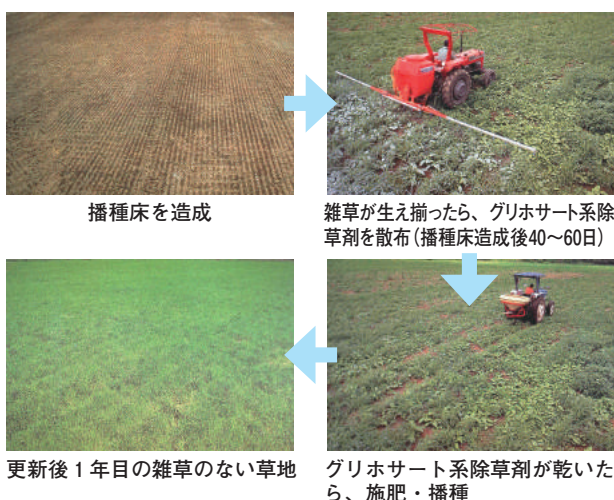 播種床を造成
雑草が生え揃ったら、グリホサート系除
草剤を散布(播種床造成後40〜60日)
グリホサート系除草剤が乾いた
ら、施肥・播種
更新後1年目の雑草のない草地